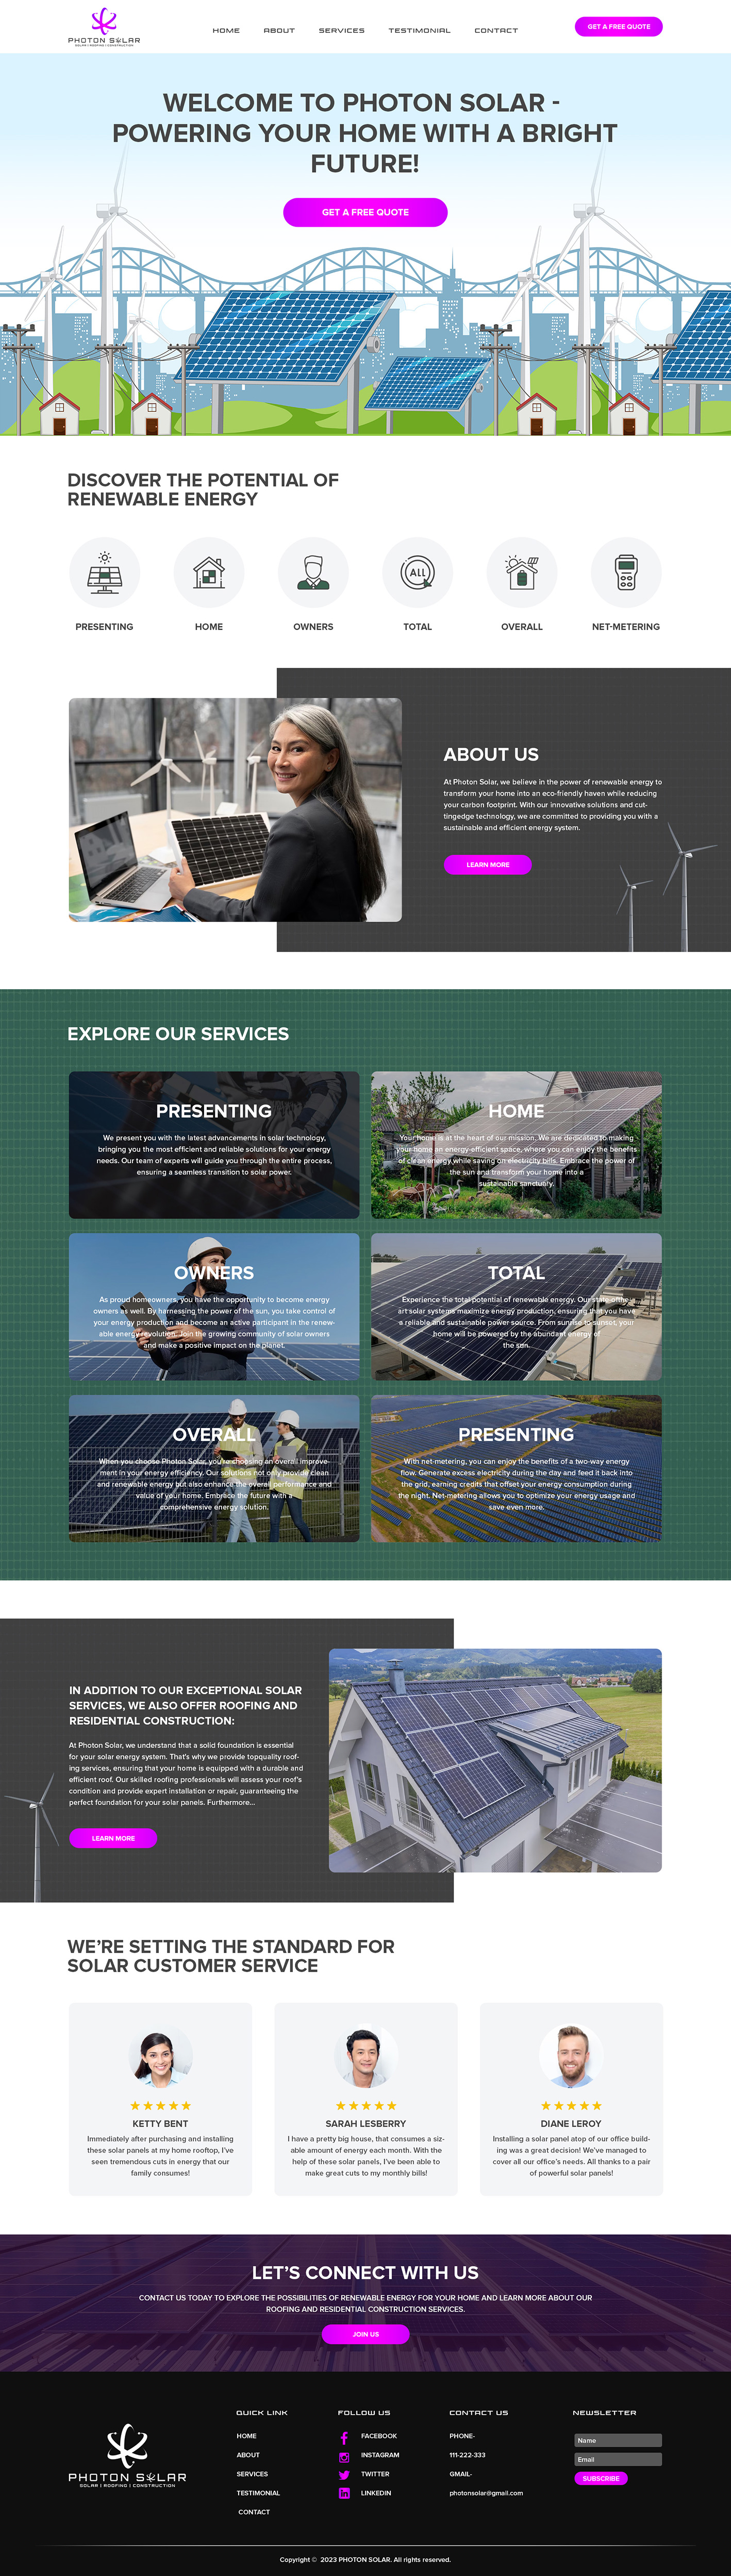 PHOTON SOLAR
SOLAR | ROOFING | CONSTRUCTION
HOME
ABOUT
SERVICES
TESTIMONIAL
CONTACT
GET A FREE QUOTE
WELCOME TO PHOTON SOLAR -
POWERING YOUR HOME WITH A BRIGHT
FUTURE!
GET A FREE QUOTE
DISCOVER THE POTENTIAL OF
RENEWABLE ENERGY
ALL
PRESENTING
HOME
OWNERS
TOTAL
OVERALL
NET-METERING
ABOUT US
At Photon Solar, we believe in the power of renewable energy to
transform your home into an eco-friendly haven while reducing
your carbon footprint. With our innovative solutions and cut-
tingedge technology, we are committed to providing you with a
sustainable and efficient energy system.
LEARN MORE
EXPLORE OUR SERVICES
PRESENTING
We present you with the latest advancements in solar technology,
bringing you the most efficient and reliable solutions for your energy
needs. Our team of experts will guide you through the entire process,
ensuring a seamless transition to solar power.
HOME
Your home is at the heart of our mission. We are dedicated to making
your home an energy-efficient space, where you can enjoy the benefits
of clean energy while saving on electricity bills. Embrace the power of
the sun and transform your home into a
sustainable sanctuary.
OWNERS
As proud homeowners, you have the opportunity to become energy
owners as well. By harnessing the power of the sun, you take control of
your energy production and become an active participant in the renew-
able energy revolution. Join the growing community of solar owners
and make a positive impact on the planet.
TOTAL
Experience the total potential of renewable energy. Our state-of-the-
art solar systems maximize energy production, ensuring that you have
a reliable and sustainable power source. From sunrise to sunset, your
home will be powered by the abundant energy of
the sun.
OVERALL
When you choose Photon Solar, you're choosing an overall improve-
ment in your energy efficiency. Our solutions not only provide clean
and renewable energy but also enhance the overall performance and
value of your home. Embrace the future with a
comprehensive energy solution.
PRESENTING
With net-metering, you can enjoy the benefits of a two-way energy
flow. Generate excess electricity during the day and feed it back into
the grid, earning credits that offset your energy consumption during
the night. Net-metering allows you to optimize your energy usage and
save even more.
IN ADDITION TO OUR EXCEPTIONAL SOLAR
SERVICES, WE ALSO OFFER ROOFING AND
RESIDENTIAL CONSTRUCTION:
At Photon Solar, we understand that a solid foundation is essential
for your solar energy system. That's why we provide topquality roof-
ing services, ensuring that your home is equipped with a durable and
efficient roof. Our skilled roofing professionals will assess your roof's
condition and provide expert installation or repair, guaranteeing the
perfect foundation for your solar panels. Furthermore...
LEARN MORE
WE'RE SETTING THE STANDARD FOR
SOLAR CUSTOMER SERVICE
KETTY BENT
Immediately after purchasing and installing
these solar panels at my home rooftop, I've
seen tremendous cuts in energy that our
family consumes!
SARAH LESBERRY
I have a pretty big house, that consumes a siz-
able amount of energy each month. With the
help of these solar panels, I've been able to
make great cuts to my monthly bills!
DIANE LEROY
Installing a solar panel atop of our office build-
ing was a great decision! We've managed to
cover all our office's needs. All thanks to a pair
of powerful solar panels!
LET'S CONNECT WITH US
CONTACT US TODAY TO EXPLORE THE POSSIBILITIES OF RENEWABLE ENERGY FOR YOUR HOME AND LEARN MORE ABOUT OUR
ROOFING AND RESIDENTIAL CONSTRUCTION SERVICES.
JOIN US
PHOTON SOLAR
SOLAR | ROOFING | CONSTRUCTION
QUICK LINK
HOME
ABOUT
SERVICES
TESTIMONIAL
CONTACT
FOLLOW US
FACEBOOK
INSTAGRAM
TWITTER
LINKEDIN
CONTACT US
PHONE-
111-222-333
GMAIL-
photonsolar@gmail.com
NEWSLETTER
Name
Email
SUBSCRIBE
Copyright © 2023 PHOTON SOLAR. All rights reserved.